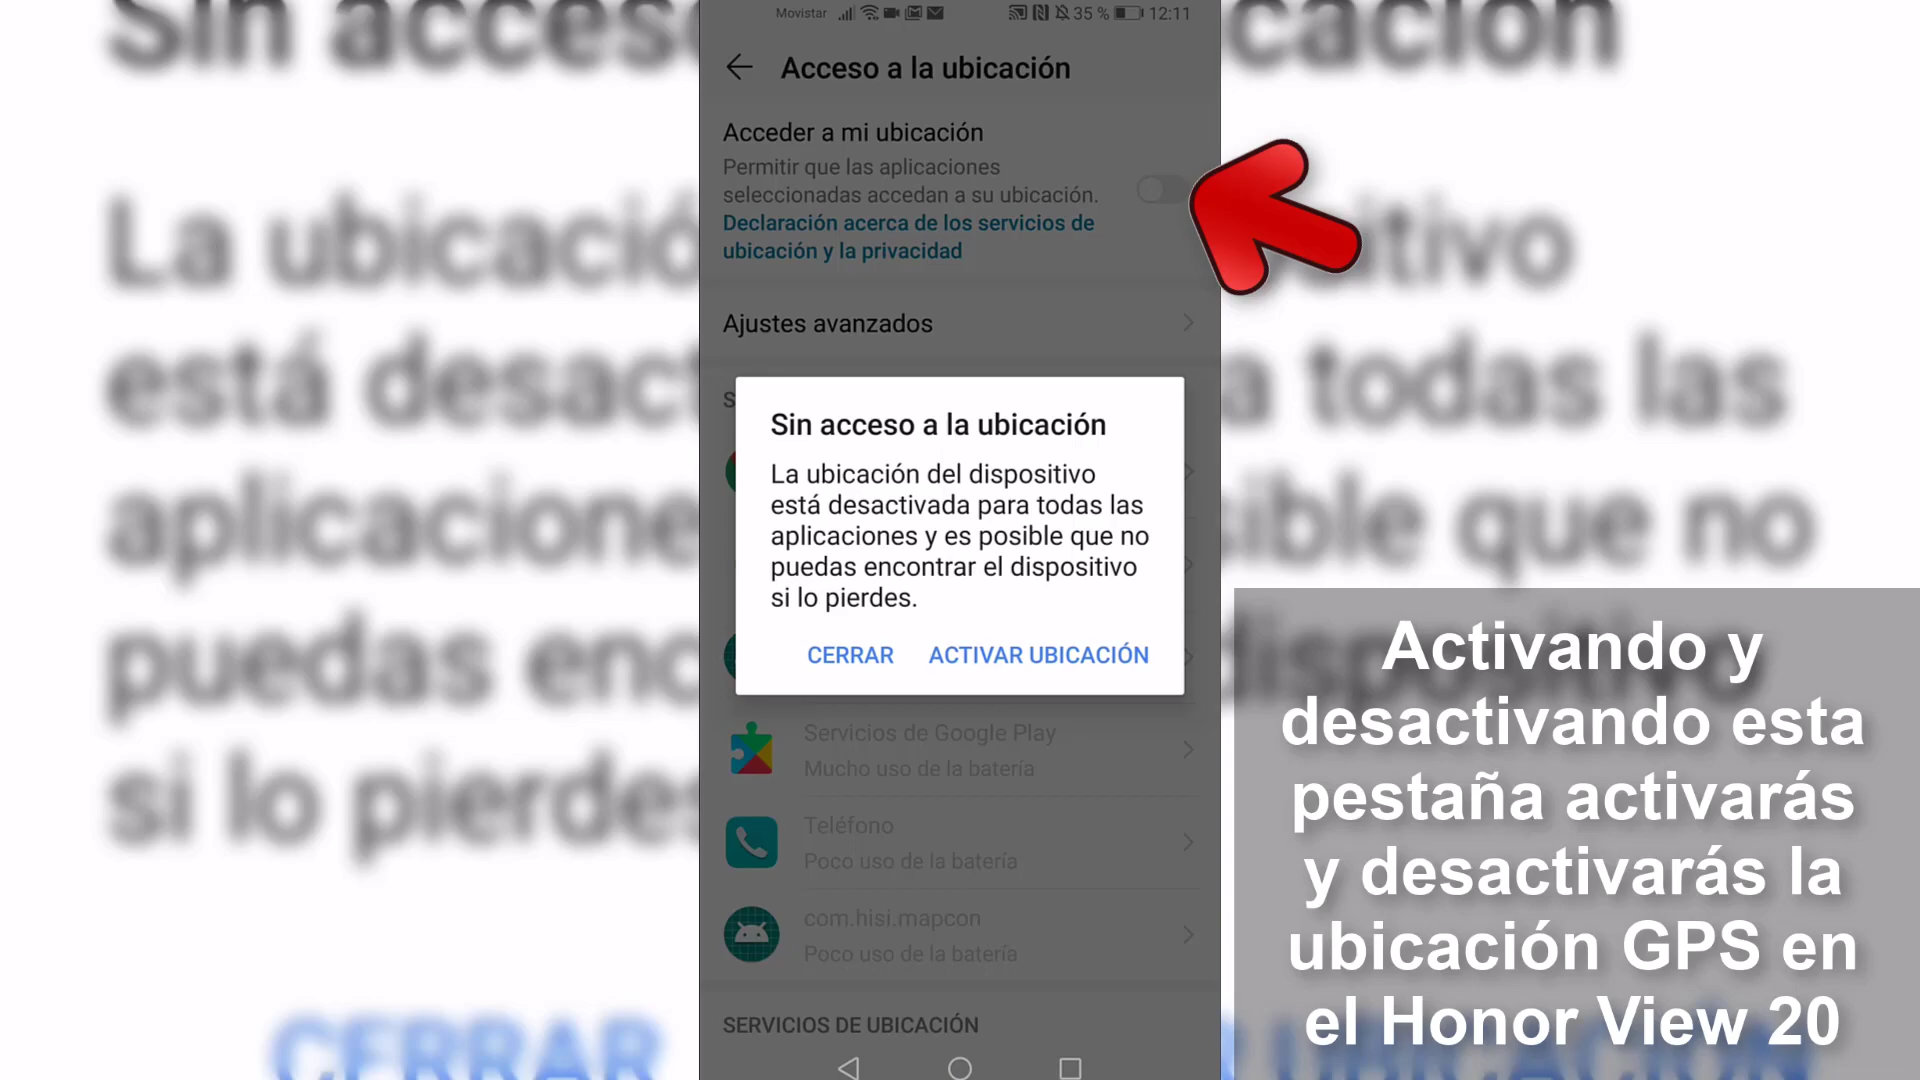 Movistar 35 % 12:11
Acceso a la ubicación
Acceder a mi ubicación
Permitir que las aplicaciones
seleccionadas accedan a su ubicación.
Declaración acerca de los servicios de
ubicación y la privacidad
Ajustes avanzados
S
Sin acceso a la ubicación
La ubicación del dispositivo
está desactivada para todas las
aplicaciones y es posible que no
puedas encontrar el dispositivo
si lo pierdes.
CERRAR ACTIVAR UBICACIÓN
Servicios de Google Play
Mucho uso de la batería
Teléfono
Poco uso de la batería
com.hisi.mapcon
Poco uso de la batería
SERVICIOS DE UBICACIÓN
Activando y
desactivando esta
pestaña activarás
y desactivarás la
ubicación GPS en
el Honor View 20